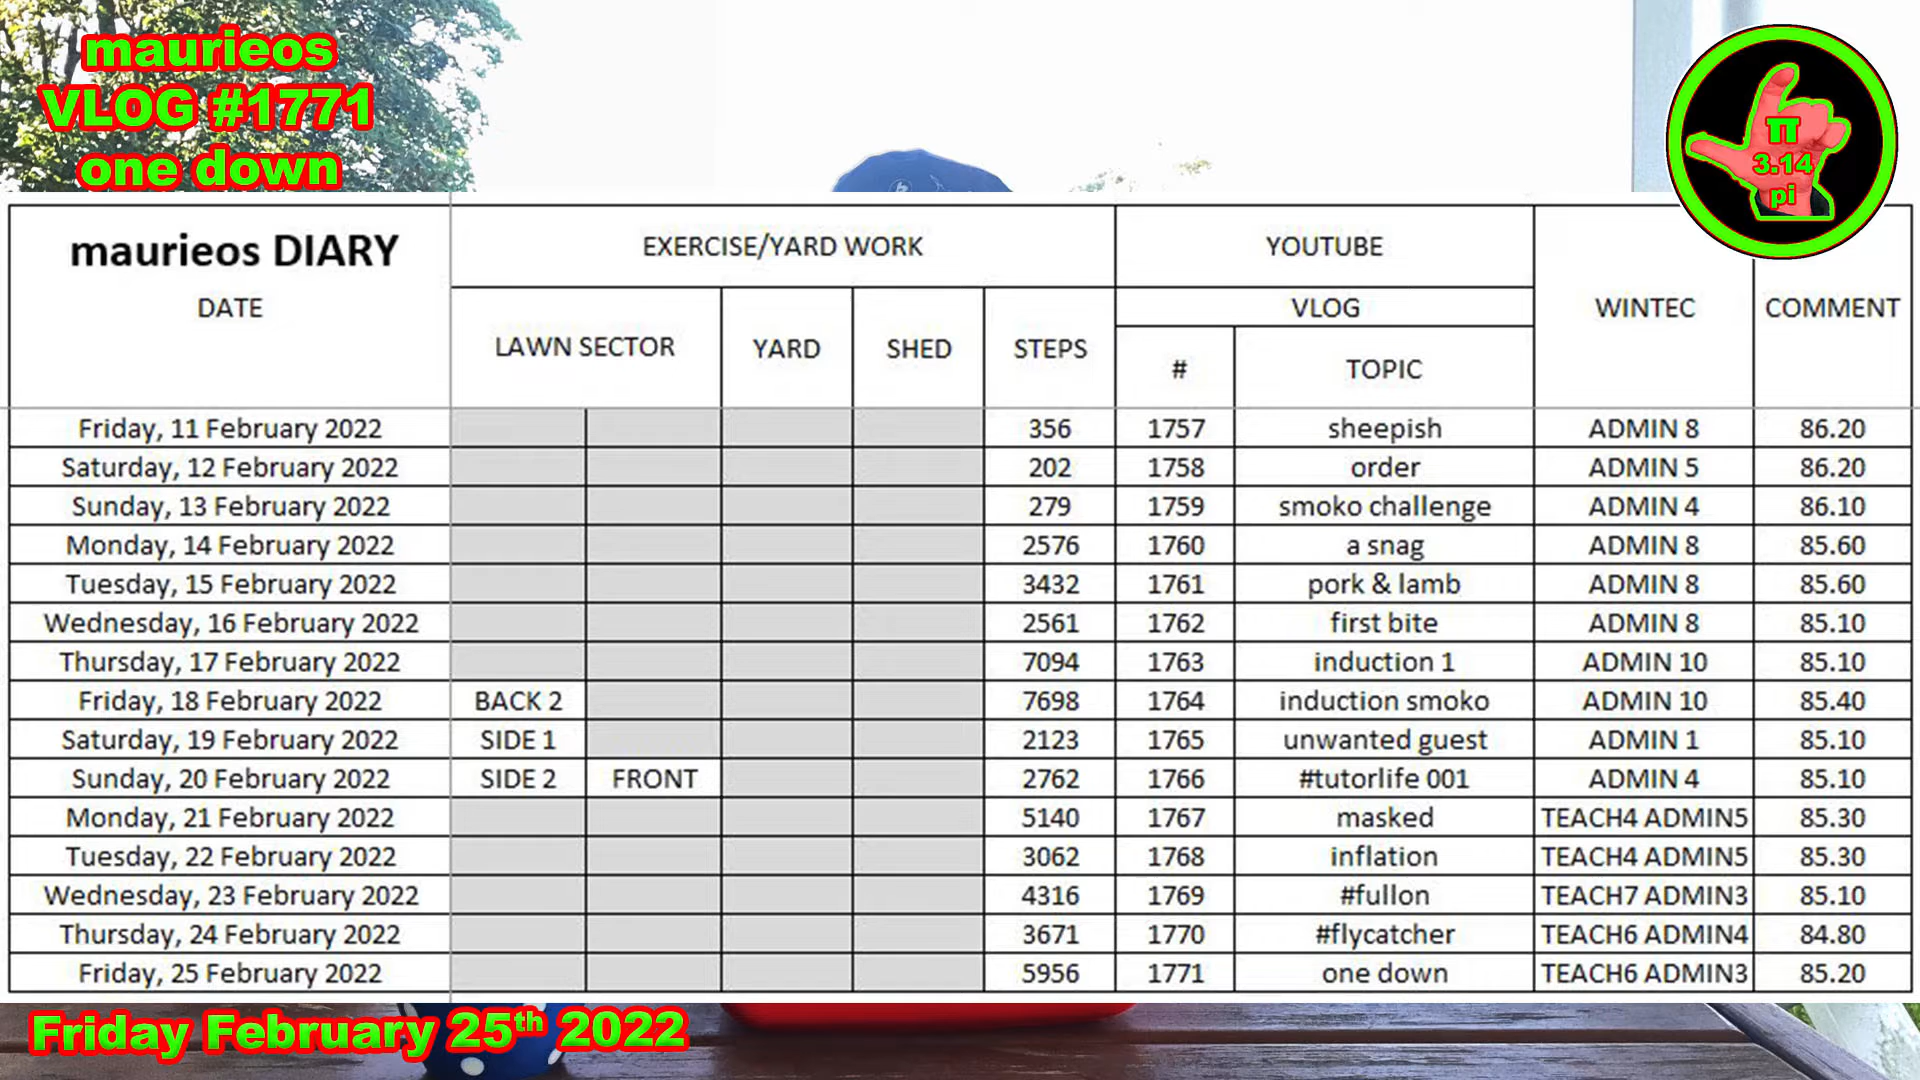 maurieos
VLOG #1771
one down
π
3.14
pi
maurieos DIARY
DATE
EXERCISE/YARD WORK
YOUTUBE
WINTEC
COMMENT
VLOG
LAWN SECTOR
YARD
SHED
STEPS
#
TOPIC
Friday, 11 February 2022 356 1757 sheepish ADMIN 8 86.20
Saturday, 12 February 2022 202 1758 order ADMIN 5 86.20
Sunday, 13 February 2022 279 1759 smoko challenge ADMIN 4 86.10
Monday, 14 February 2022 2576 1760 a snag ADMIN 8 85.60
Tuesday, 15 February 2022 3432 1761 pork & lamb ADMIN 8 85.60
Wednesday, 16 February 2022 2561 1762 first bite ADMIN 8 85.10
Thursday, 17 February 2022 7094 1763 induction 1 ADMIN 10 85.10
Friday, 18 February 2022 BACK 2 7698 1764 induction smoko ADMIN 10 85.40
Saturday, 19 February 2022 SIDE 1 2123 1765 unwanted guest ADMIN 1 85.10
Sunday, 20 February 2022 SIDE 2 FRONT 2762 1766 #tutorlife 001 ADMIN 4 85.10
Monday, 21 February 2022 5140 1767 masked TEACH4 ADMIN5 85.30
Tuesday, 22 February 2022 3062 1768 inflation TEACH4 ADMIN5 85.30
Wednesday, 23 February 2022 4316 1769 #fullon TEACH7 ADMIN3 85.10
Thursday, 24 February 2022 3671 1770 #flycatcher TEACH6 ADMIN4 84.80
Friday, 25 February 2022 5956 1771 one down TEACH6 ADMIN3 85.20
Friday February 25th 2022